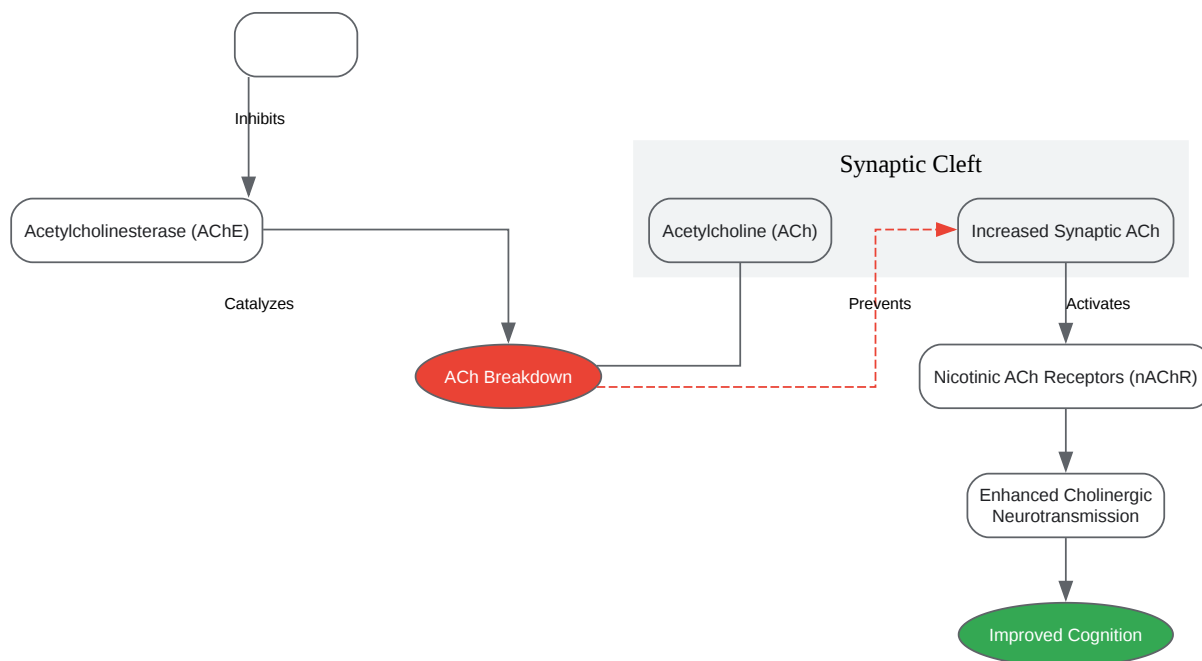 Inhibits
Synaptic Cleft
Acetylcholinesterase (AChE)
Acetylcholine (ACh)
Increased Synaptic ACh
Catalyzes
Prevents
Activates
ACh Breakdown
Nicotinic ACh Receptors (nAChR)
Enhanced Cholinergic
Neurotransmission
Improved Cognition